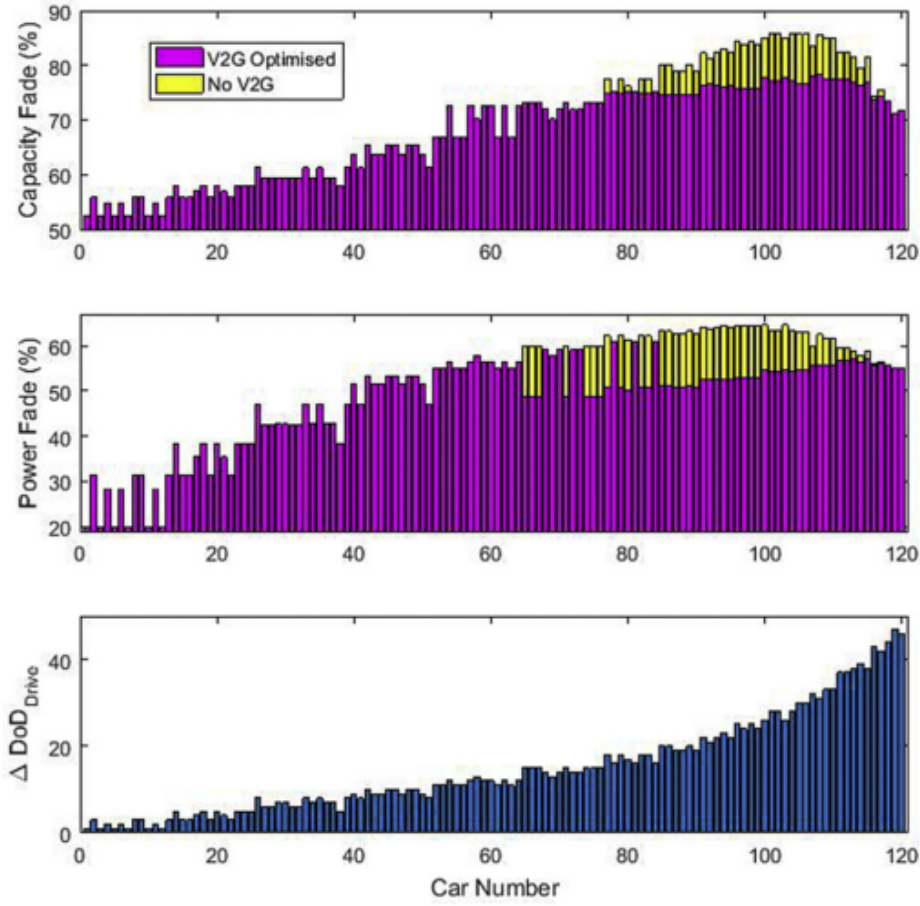 Capacity Fade (%)
90
80
70
60
50
V2G Optimised
No V2G
0 20 40 60 80 100 120
Power Fade (%)
60
50
40
30
20
0 20 40 60 80 100 120
Δ DoD_Drive
40
20
0
0 20 40 60 80 100 120
Car Number